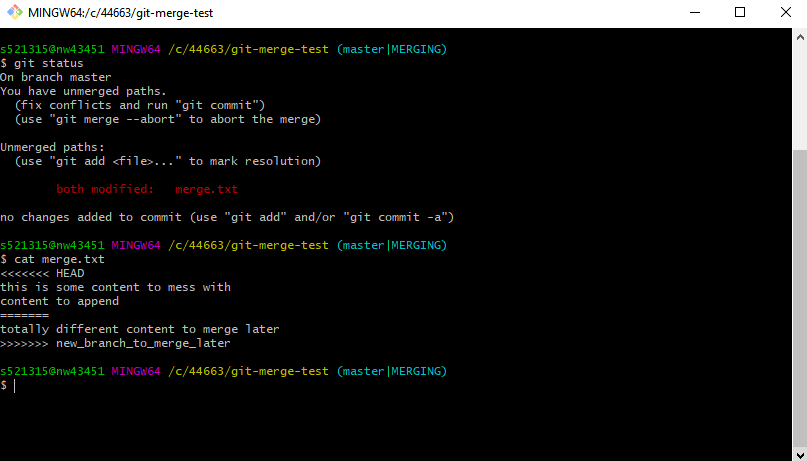 MINGW64:/c/44663/git-merge-test
s521315@nw43451 MINGW64 /c/44663/git-merge-test (master|MERGING)
$ git status
On branch master
You have unmerged paths.
  (fix conflicts and run "git commit")
  (use "git merge --abort" to abort the merge)

Unmerged paths:
  (use "git add <file>..." to mark resolution)

        both modified:   merge.txt

no changes added to commit (use "git add" and/or "git commit -a")

s521315@nw43451 MINGW64 /c/44663/git-merge-test (master|MERGING)
$ cat merge.txt
<<<<<<< HEAD
this is some content to mess with
content to append
=======
totally different content to merge later
>>>>>>> new_branch_to_merge_later

s521315@nw43451 MINGW64 /c/44663/git-merge-test (master|MERGING)
$